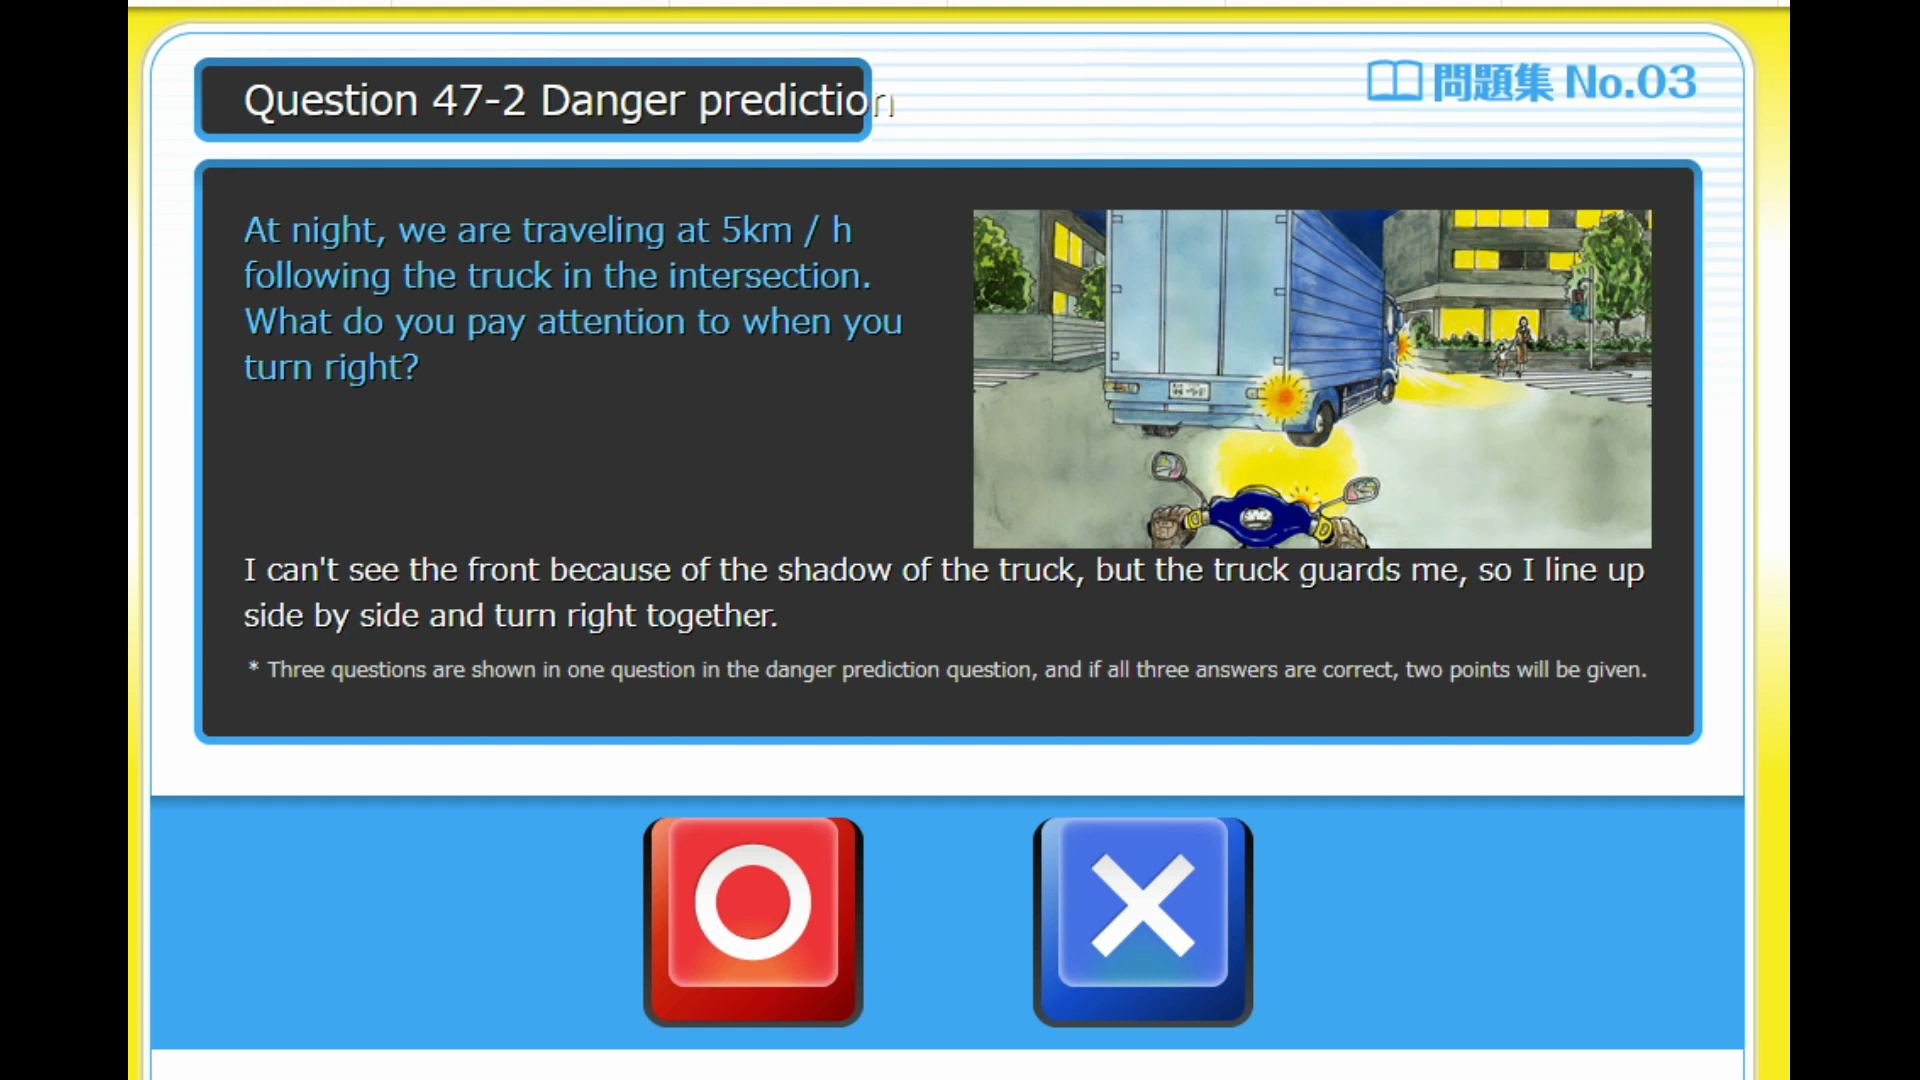 Question 47-2 Danger prediction
問題集 No.03
At night, we are traveling at 5km / h
following the truck in the intersection.
What do you pay attention to when you
turn right?
I can't see the front because of the shadow of the truck, but the truck guards me, so I line up
side by side and turn right together.
* Three questions are shown in one question in the danger prediction question, and if all three answers are correct, two points will be given.